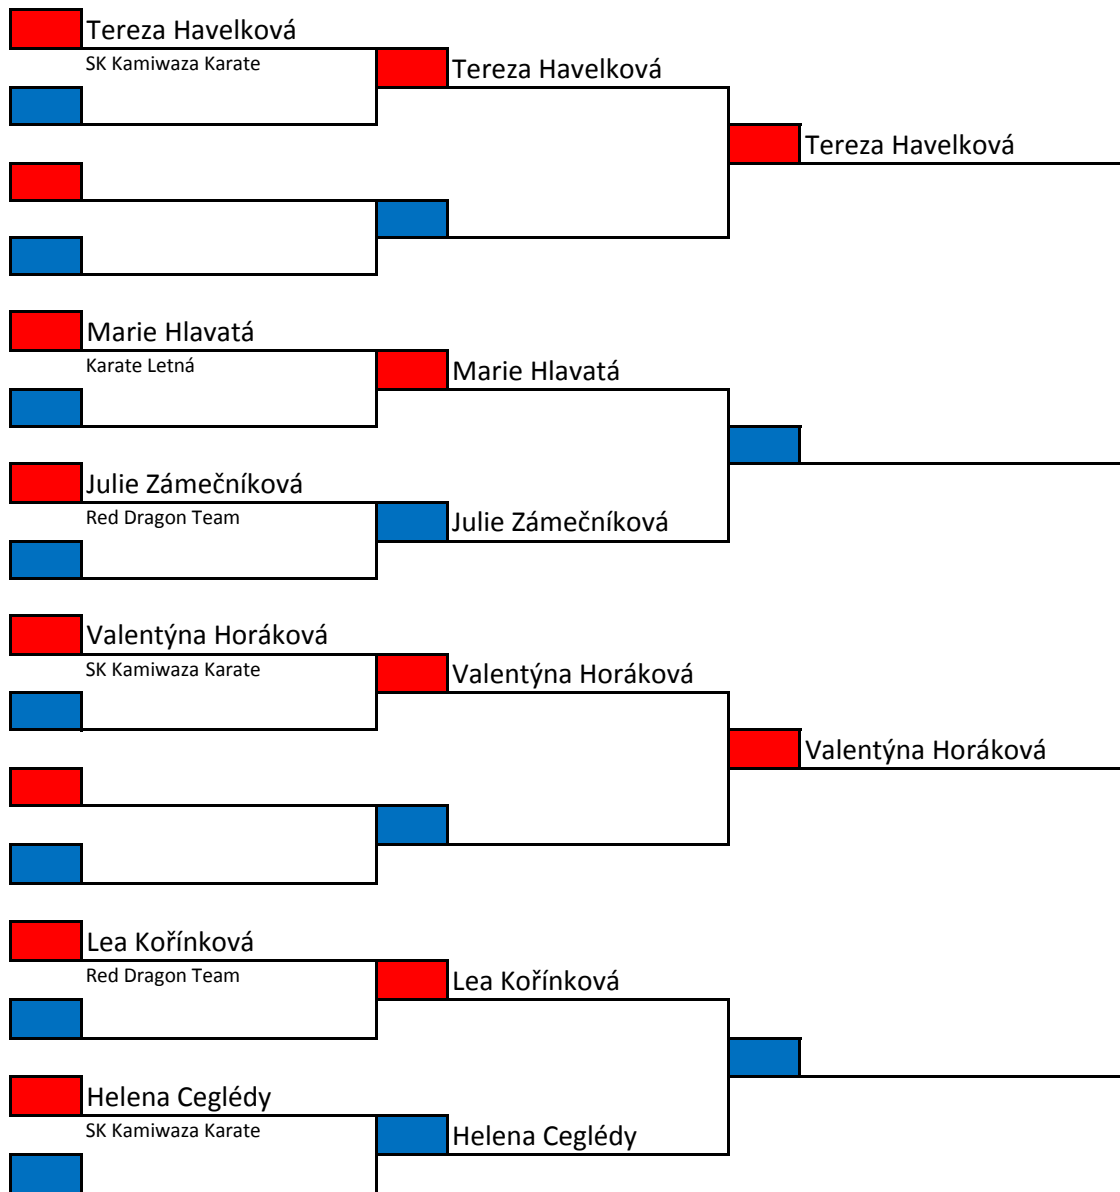 Tereza Havelková
SK Kamiwaza Karate
Tereza Havelková
Tereza Havelková
Marie Hlavatá
Karate Letná
Marie Hlavatá
Julie Zámečníková
Red Dragon Team
Julie Zámečníková
Valentýna Horáková
SK Kamiwaza Karate
Valentýna Horáková
Valentýna Horáková
Lea Kořínková
Red Dragon Team
Lea Kořínková
Helena Ceglédy
SK Kamiwaza Karate
Helena Ceglédy